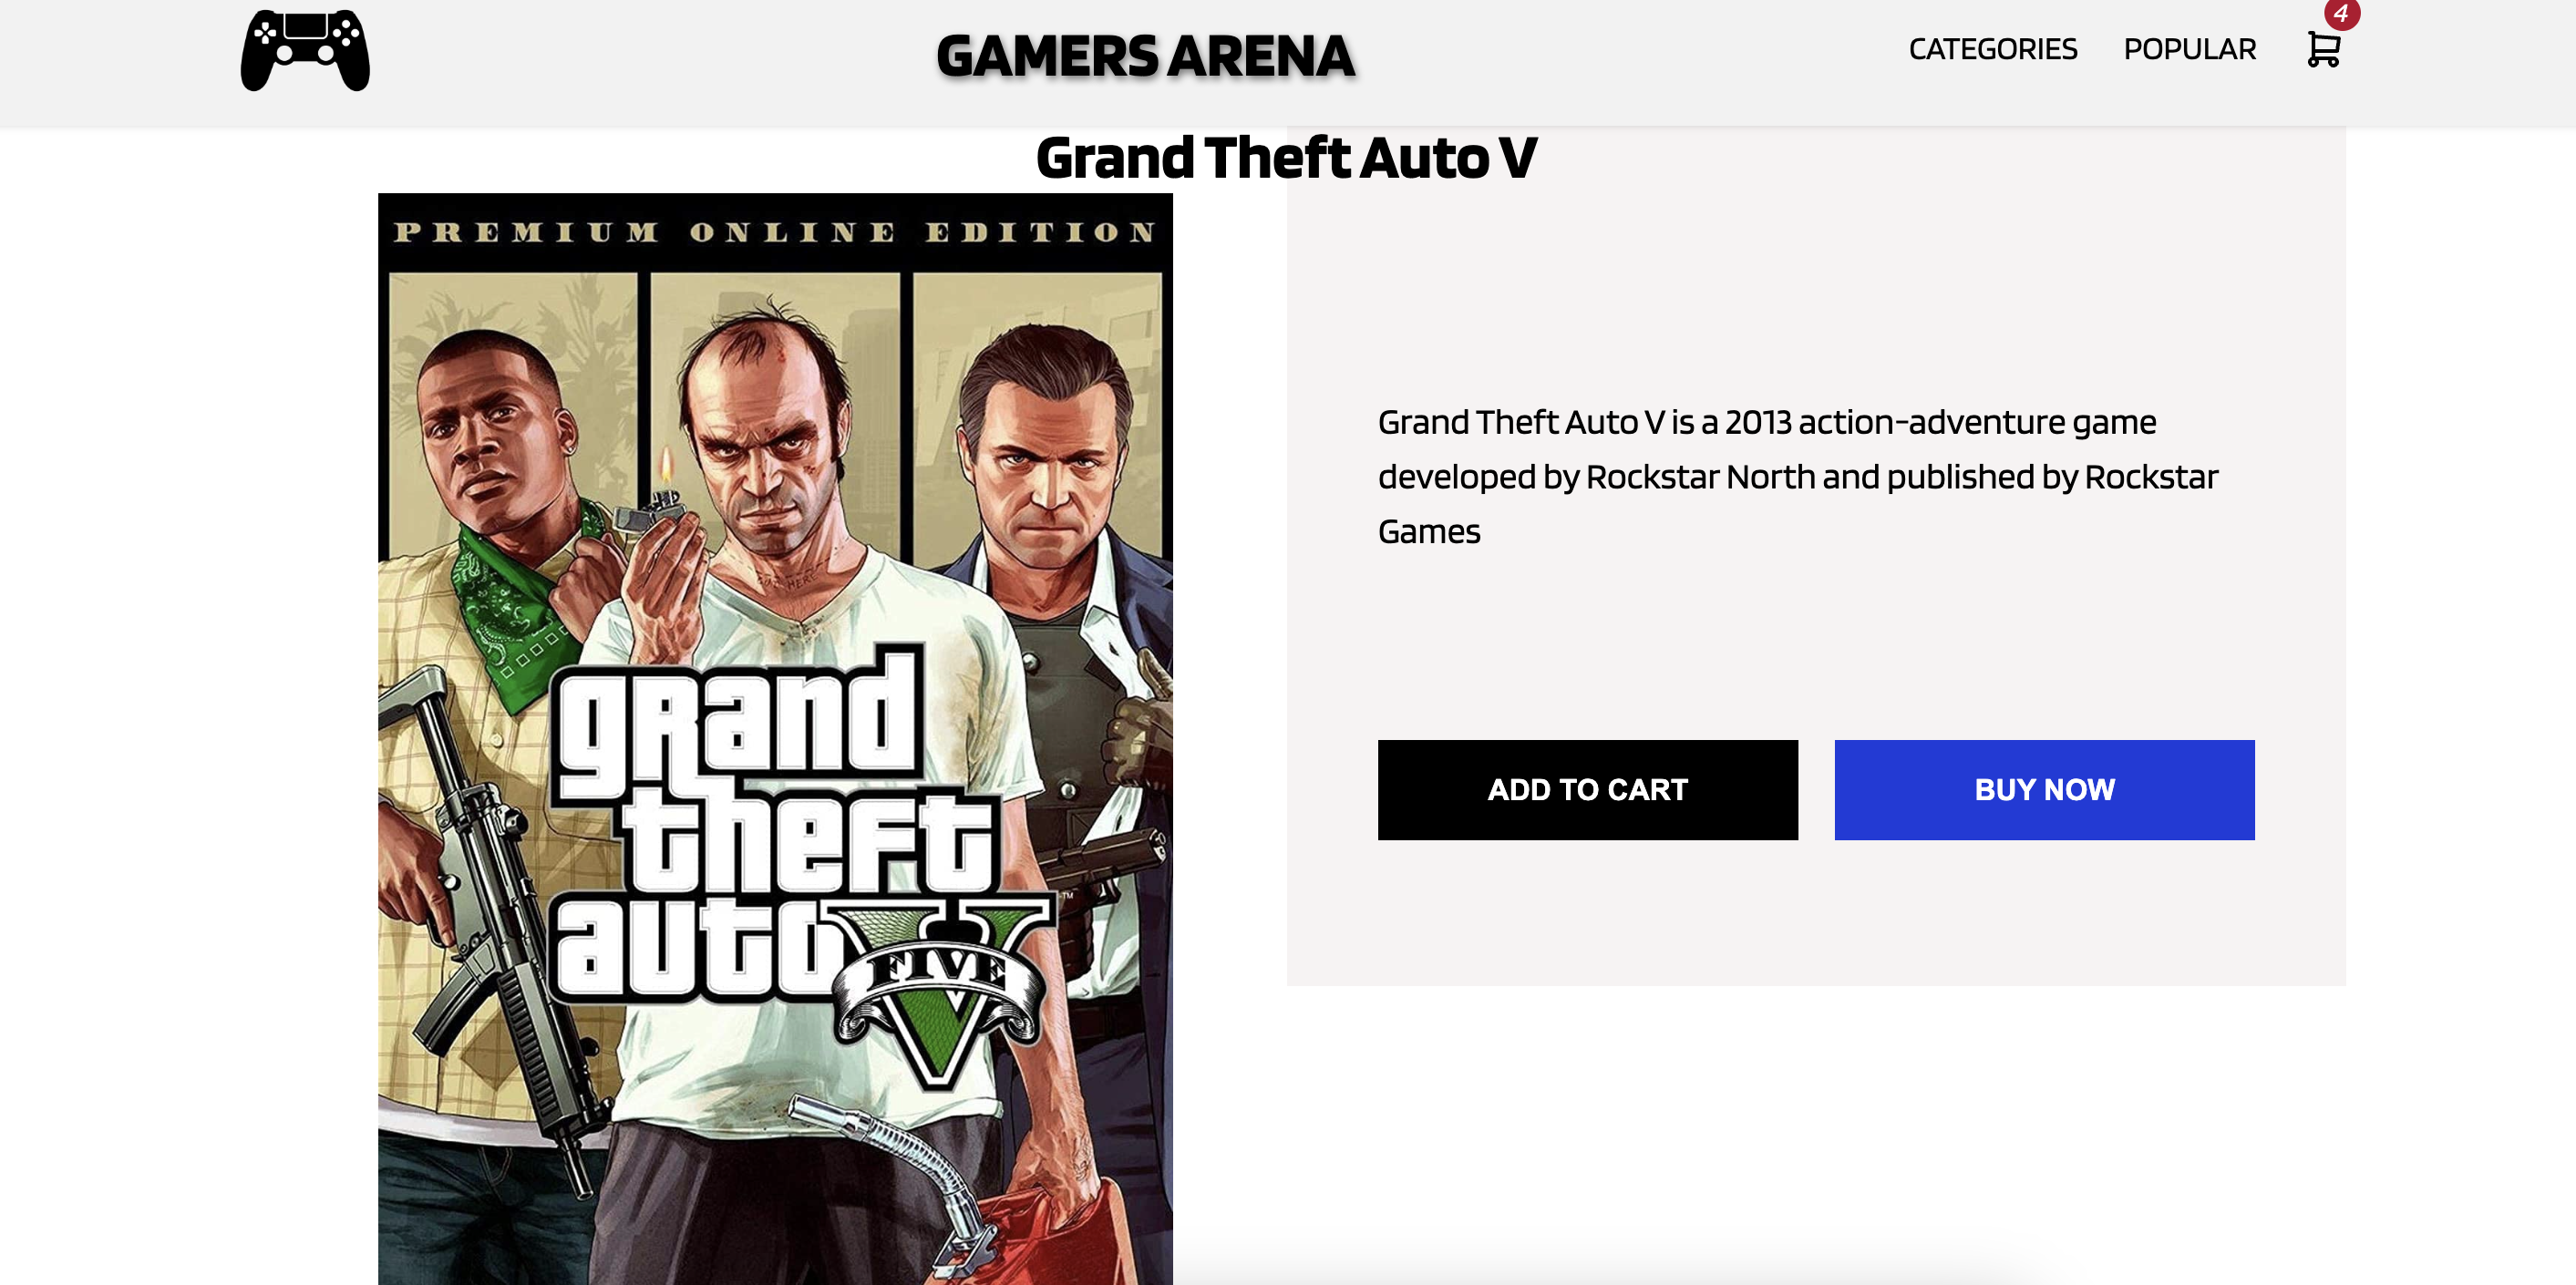 4
GAMERS ARENA
CATEGORIES POPULAR
Grand Theft Auto V
PREMIUM ONLINE EDITION
grand
theft
auto V
FIVE
TM
Grand Theft Auto V is a 2013 action-adventure game
developed by Rockstar North and published by Rockstar
Games
ADD TO CART
BUY NOW